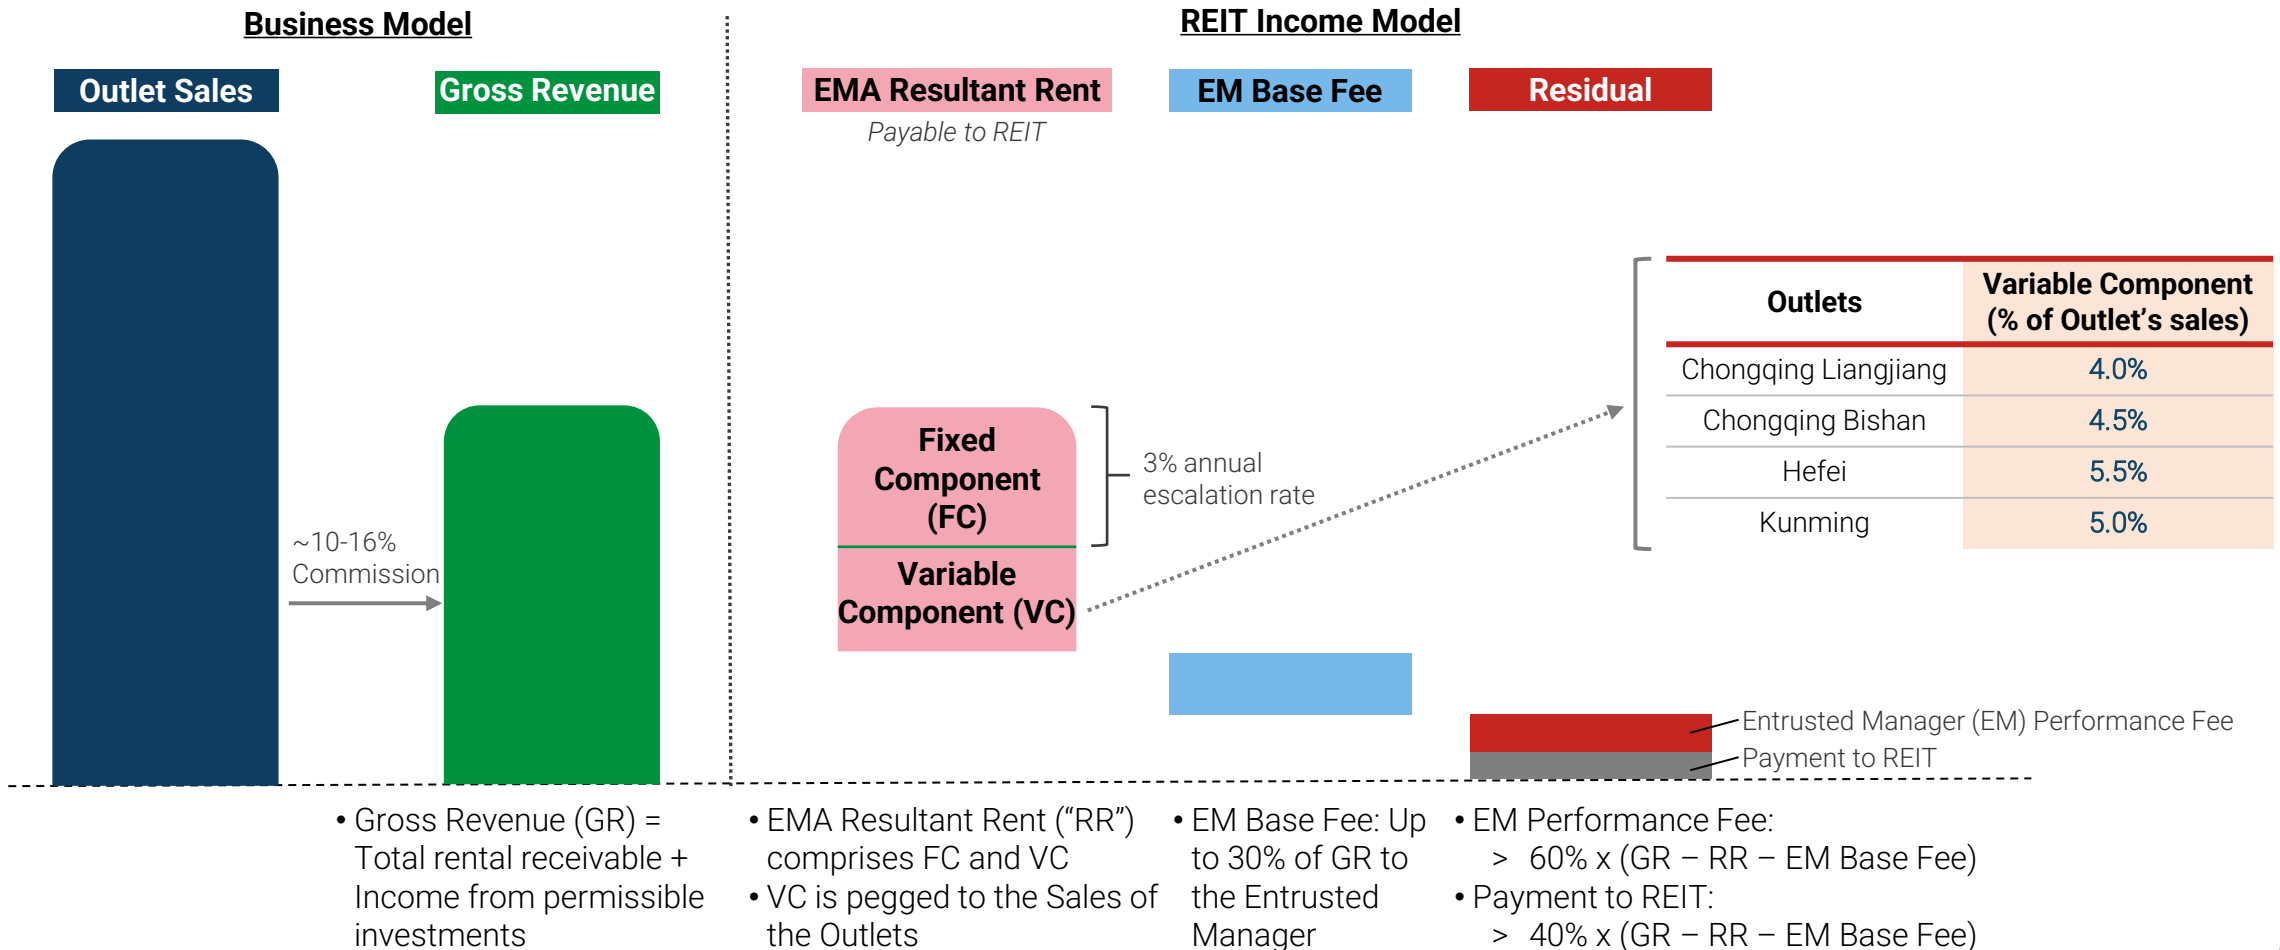 Business Model
REIT Income Model
Outlet Sales
Gross Revenue
EMA Resultant Rent
Payable to REIT
EM Base Fee
Residual
~10-16%
Commission
Fixed
Component
(FC)
Variable
Component (VC)
3% annual
escalation rate
Outlets
Variable Component
(% of Outlet’s sales)
Chongqing Liangjiang
4.0%
Chongqing Bishan
4.5%
Hefei
5.5%
Kunming
5.0%
Entrusted Manager (EM) Performance Fee
Payment to REIT
• Gross Revenue (GR) =
Total rental receivable +
Income from permissible
investments
• EMA Resultant Rent (“RR”)
comprises FC and VC
• VC is pegged to the Sales of
the Outlets
• EM Base Fee: Up
to 30% of GR to
the Entrusted
Manager
• EM Performance Fee:
> 60% x (GR – RR – EM Base Fee)
• Payment to REIT:
> 40% x (GR – RR – EM Base Fee)